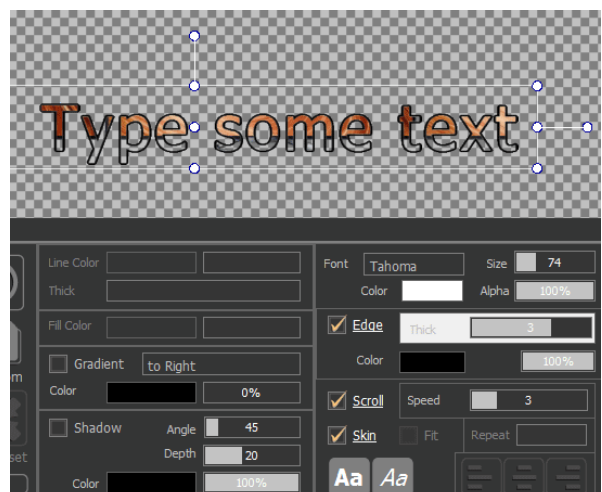 Type some text
Line Color
Thick
Fill Color
Gradient to Right
Color 0%
Shadow Angle 45
Depth 20
Color 100%
Font Tahoma Size 74
Color Alpha 100%
Edge Thick 3
Color 100%
Scroll Speed 3
Skin Fit Repeat
Aa Aa